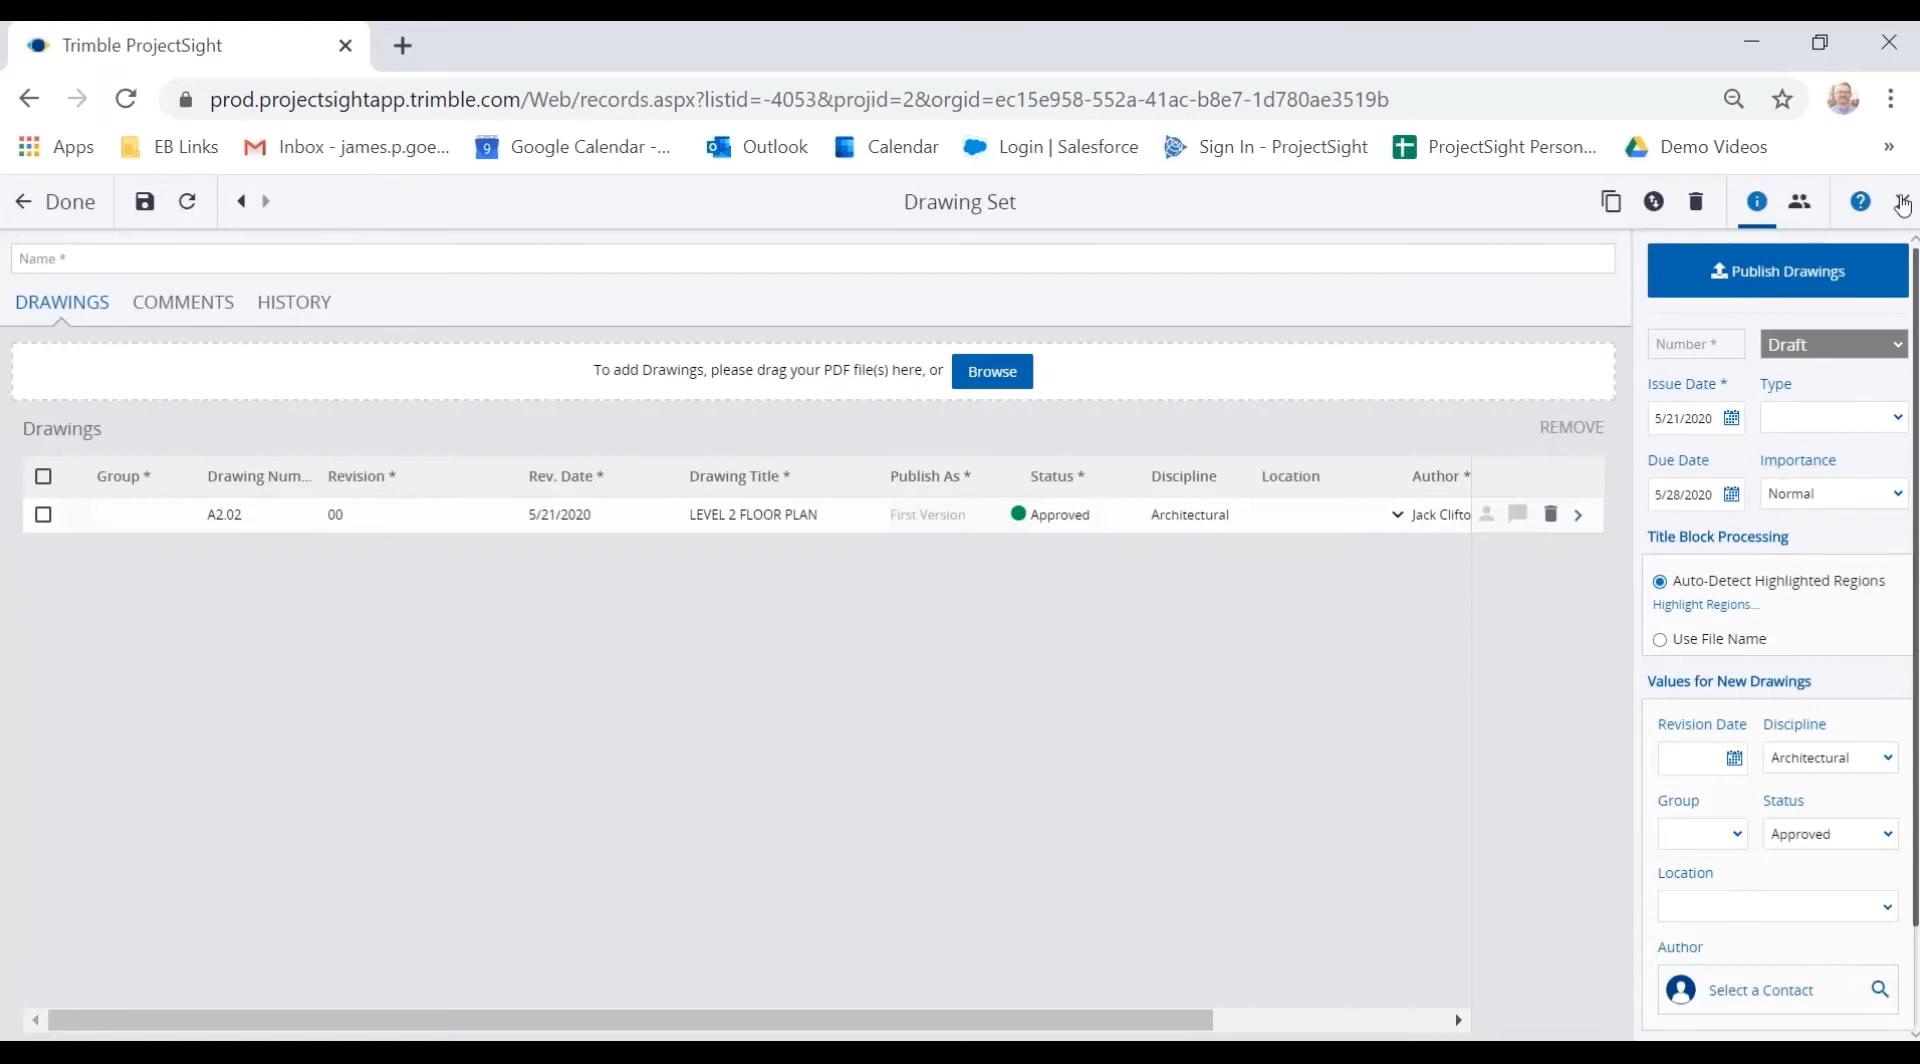 Trimble ProjectSight
prod.projectsightapp.trimble.com/Web/records.aspx?listid=-4053&projid=2&orgid=ec15e958-552a-41ac-b8e7-1d780ae3519b
Apps EB Links Inbox - james.p.goe... 9 Google Calendar -... Outlook Calendar Login | Salesforce Sign In - ProjectSight ProjectSight Person... Demo Videos »
Done Drawing Set
Name *
Publish Drawings
DRAWINGS COMMENTS HISTORY
Number * Draft
To add Drawings, please drag your PDF file(s) here, or Browse
Issue Date * Type
5/21/2020
Drawings REMOVE
Due Date Importance
Group * Drawing Num... Revision * Rev. Date * Drawing Title * Publish As * Status * Discipline Location Author *
5/28/2020 Normal
A2.02 00 5/21/2020 LEVEL 2 FLOOR PLAN First Version Approved Architectural Jack Clifto
Title Block Processing
Auto-Detect Highlighted Regions
Highlight Regions...
Use File Name
Values for New Drawings
Revision Date Discipline
Architectural
Group Status
Approved
Location
Author
Select a Contact